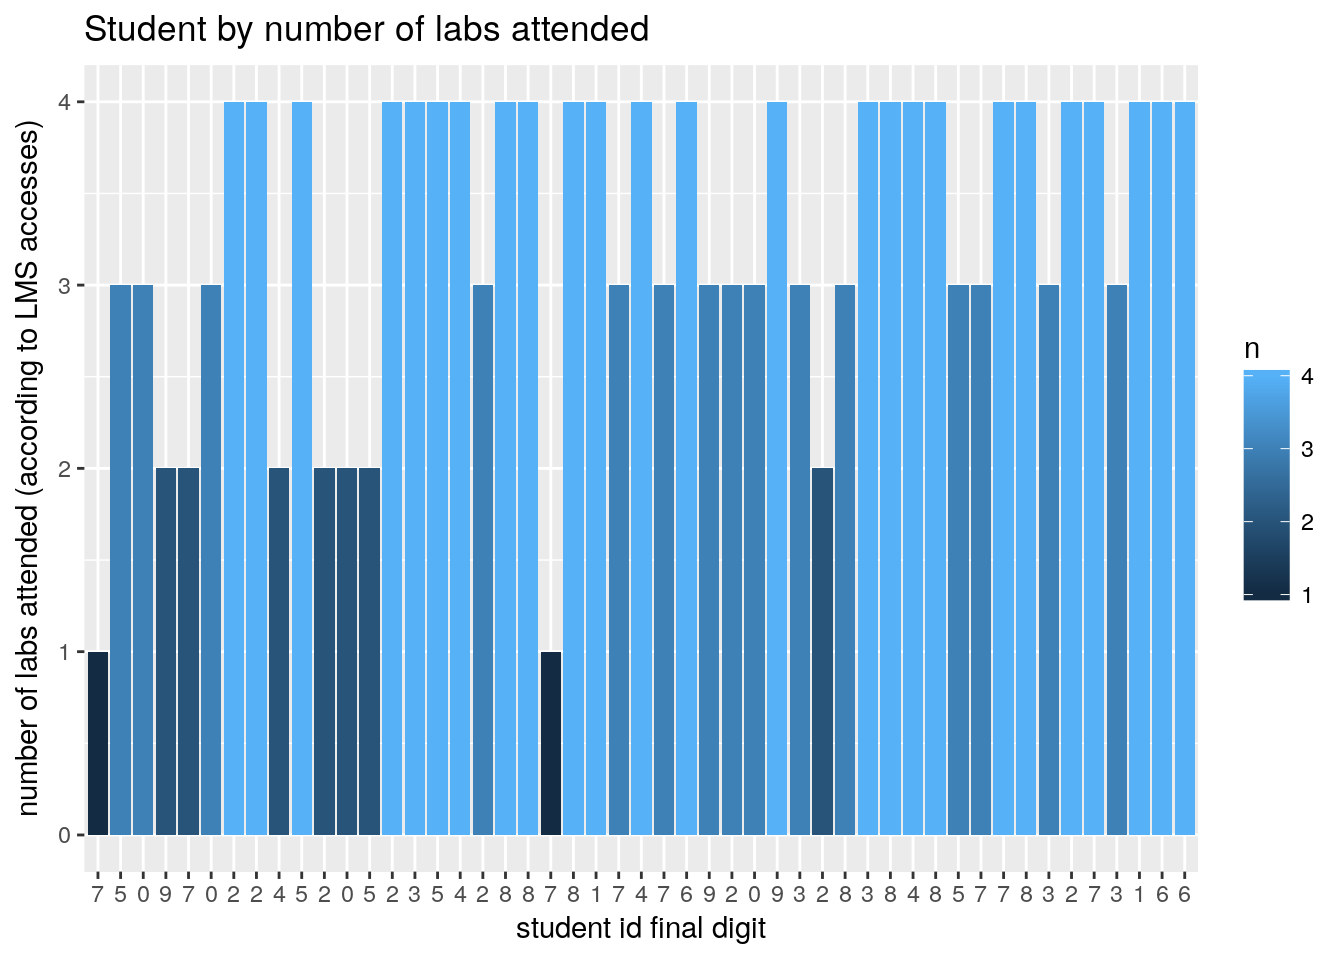 Student by number of labs attended
number of labs attended (according to LMS accesses)
4
3
2
1
0
7 5 0 9 7 0 2 2 4 5 2 0 5 2 3 5 4 2 8 8 7 8 1 7 4 7 6 9 2 0 9 3 2 8 3 8 4 8 5 7 7 8 3 2 7 3 1 6 6
student id final digit
n
4
3
2
1